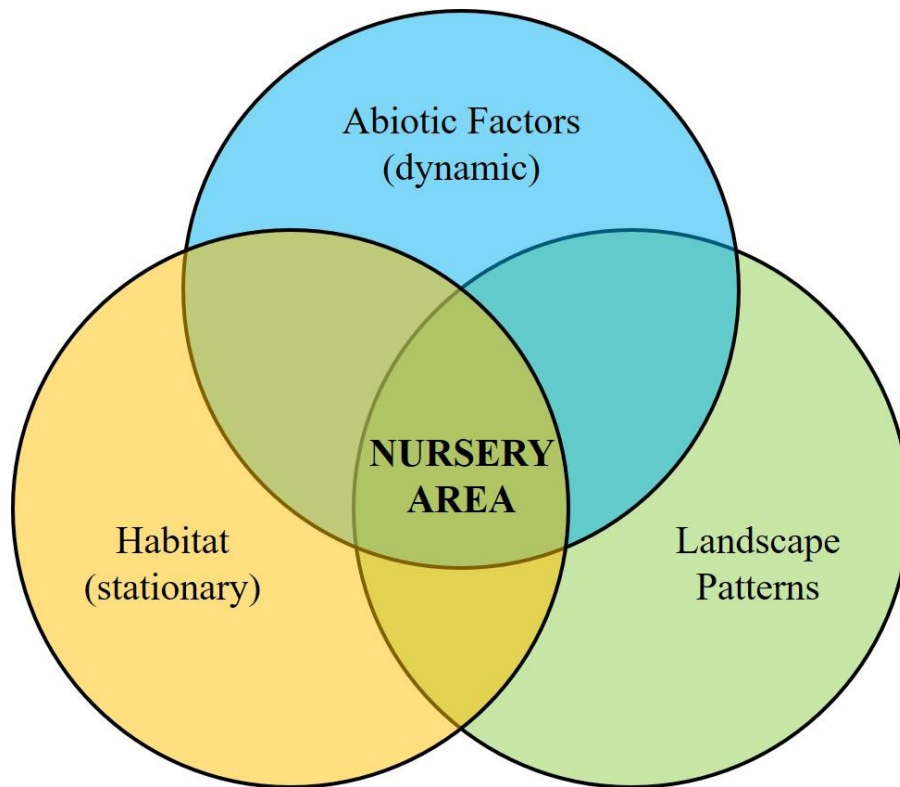 Abiotic Factors
(dynamic)
NURSERY
AREA
Habitat
(stationary)
Landscape
Patterns